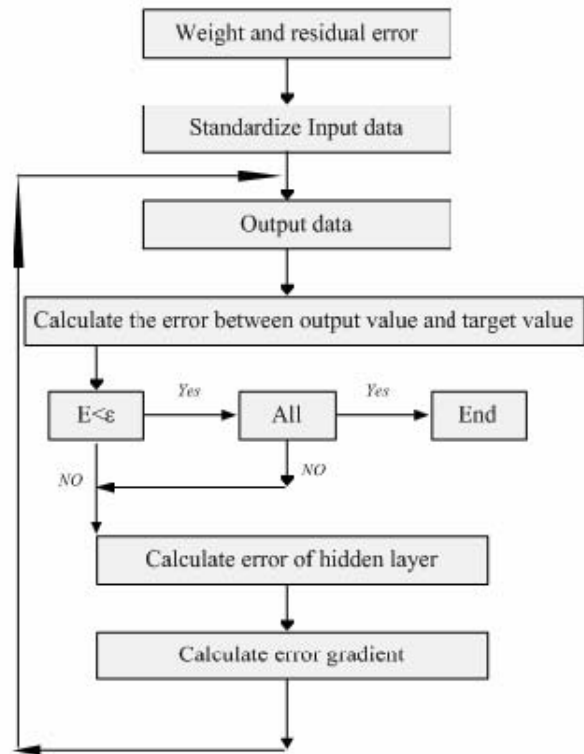 Weight and residual error
Standardize Input data
Output data
Calculate the error between output value and target value
E<ε
Yes
All
Yes
End
NO
NO
Calculate error of hidden layer
Calculate error gradient